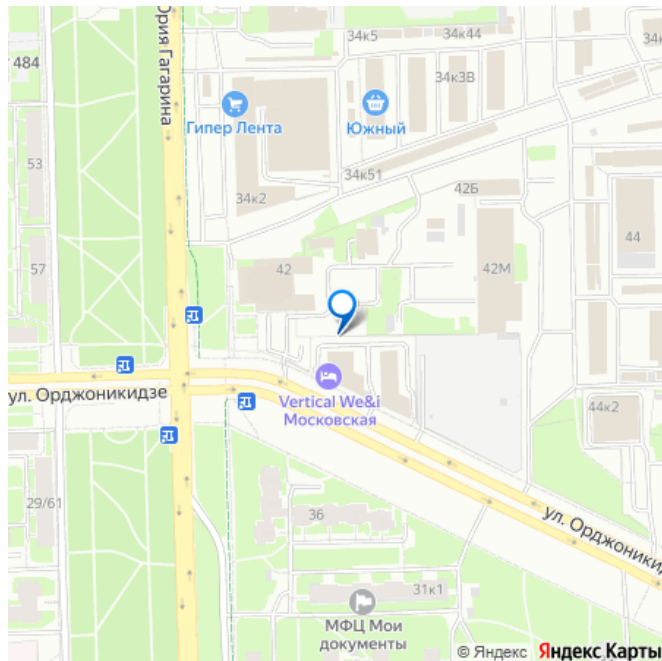 34к5
34к44
34к
Юрия Гагарина
484
34к3В
Гипер Лента
Южный
53
34к51
42Б
34к2
44
57
42
42М
ул. Орджоникидзе
Vertical We&i
Московская
44к2
29/61
36
ул. Орджоники
31к1
МФЦ Мои
документы
© Яндекс Яндекс Карты